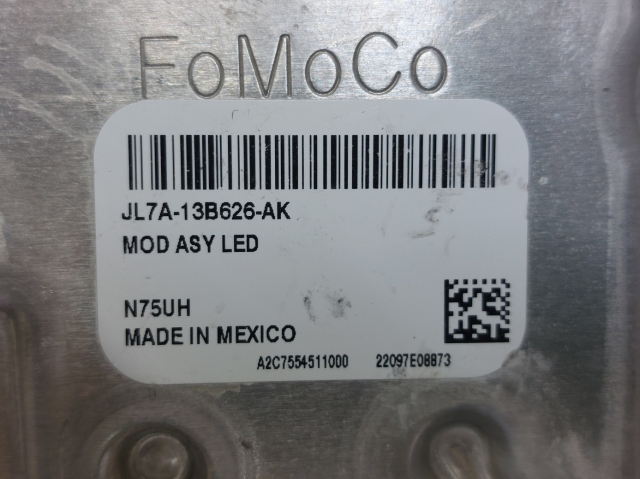 FoMoCo
JL7A-13B626-AK
MOD ASY LED
N75UH
MADE IN MEXICO
A2C7554511000 22097E08873